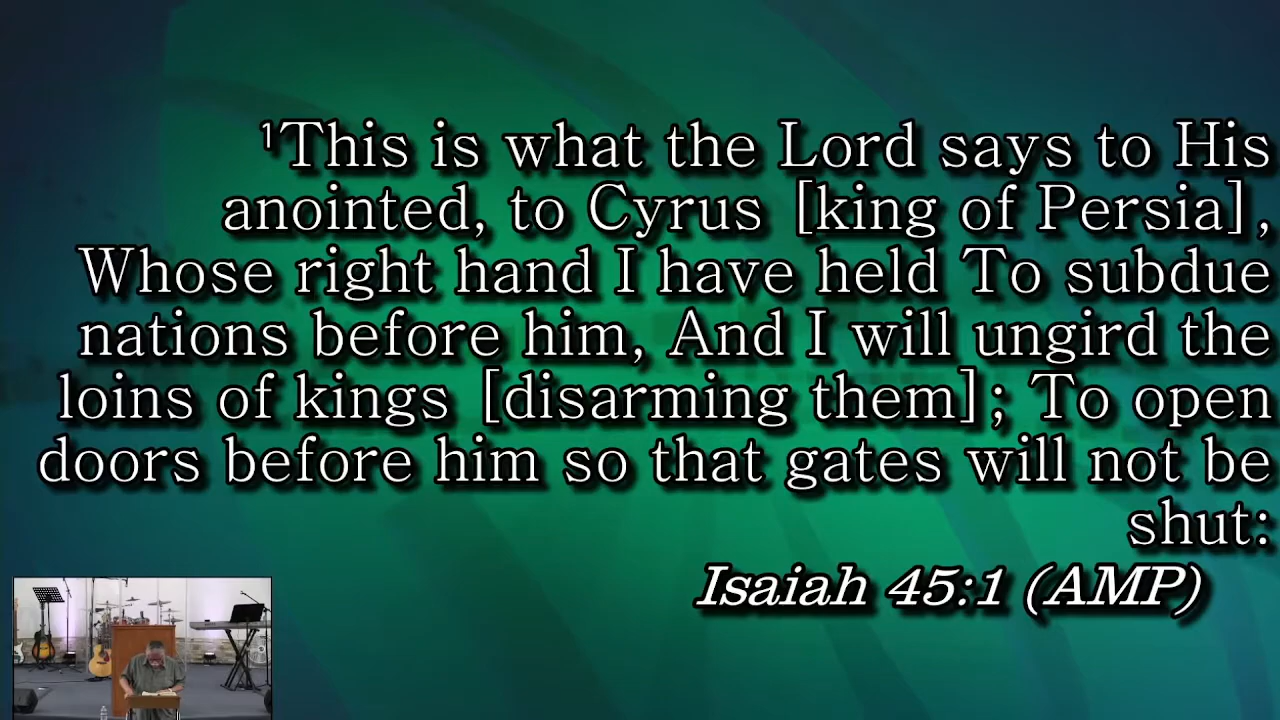 ¹This is what the Lord says to His
anointed, to Cyrus [king of Persia],
Whose right hand I have held To subdue
nations before him, And I will ungird the
loins of kings [disarming them]; To open
doors before him so that gates will not be
shut:
Isaiah 45:1 (AMP)